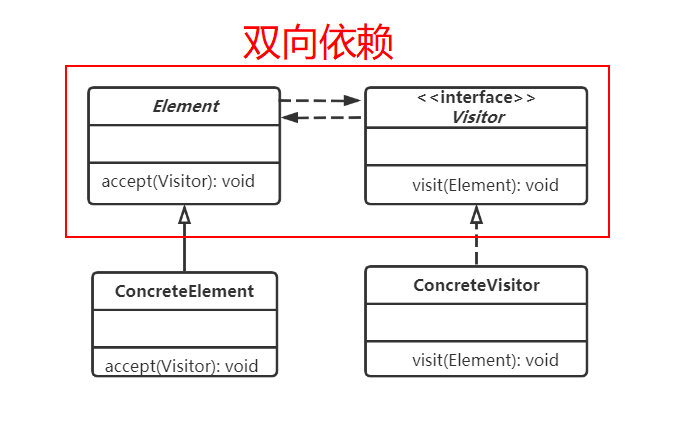 双向依赖
Element
<<interface>>
Visitor
accept(Visitor): void
visit(Element): void
ConcreteElement
ConcreteVisitor
accept(Visitor): void
visit(Element): void